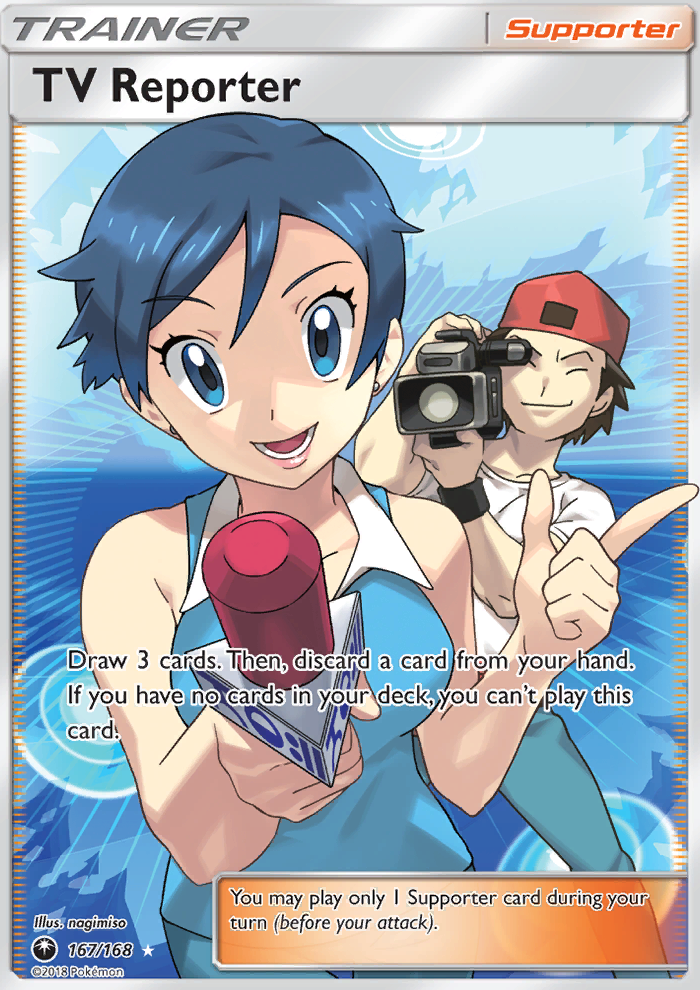 TRAINER
Supporter
TV Reporter
Draw 3 cards. Then, discard a card from your hand.
If you have no cards in your deck, you can't play this
card.
You may play only 1 Supporter card during your
turn (before your attack).
Illus. nagimiso
167/168
©2018 Pokémon